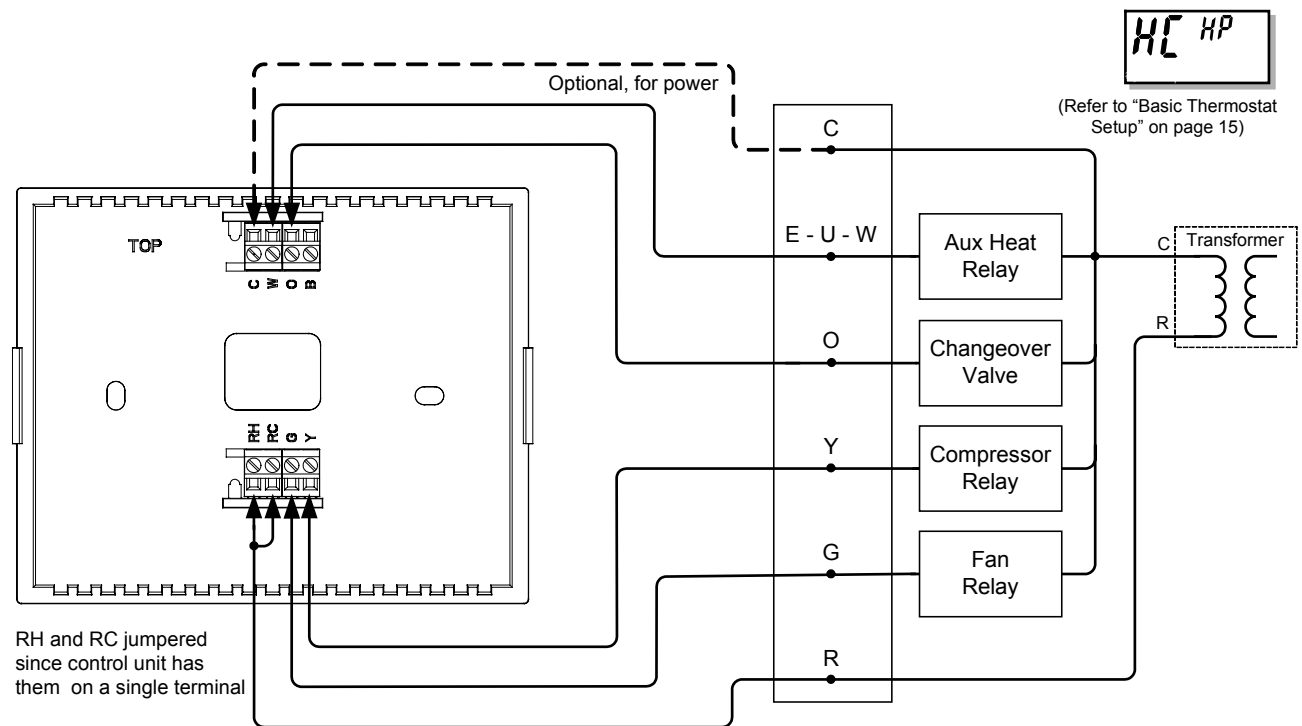 HC HP
(Refer to “Basic Thermostat
Setup” on page 15)
Optional, for power
C
E - U - W
Aux Heat
Relay
C
Transformer
R
TOP
C W O B
O
Changeover
Valve
RH RC G Y
Y
Compressor
Relay
G
Fan
Relay
RH and RC jumpered
since control unit has
them on a single terminal
R